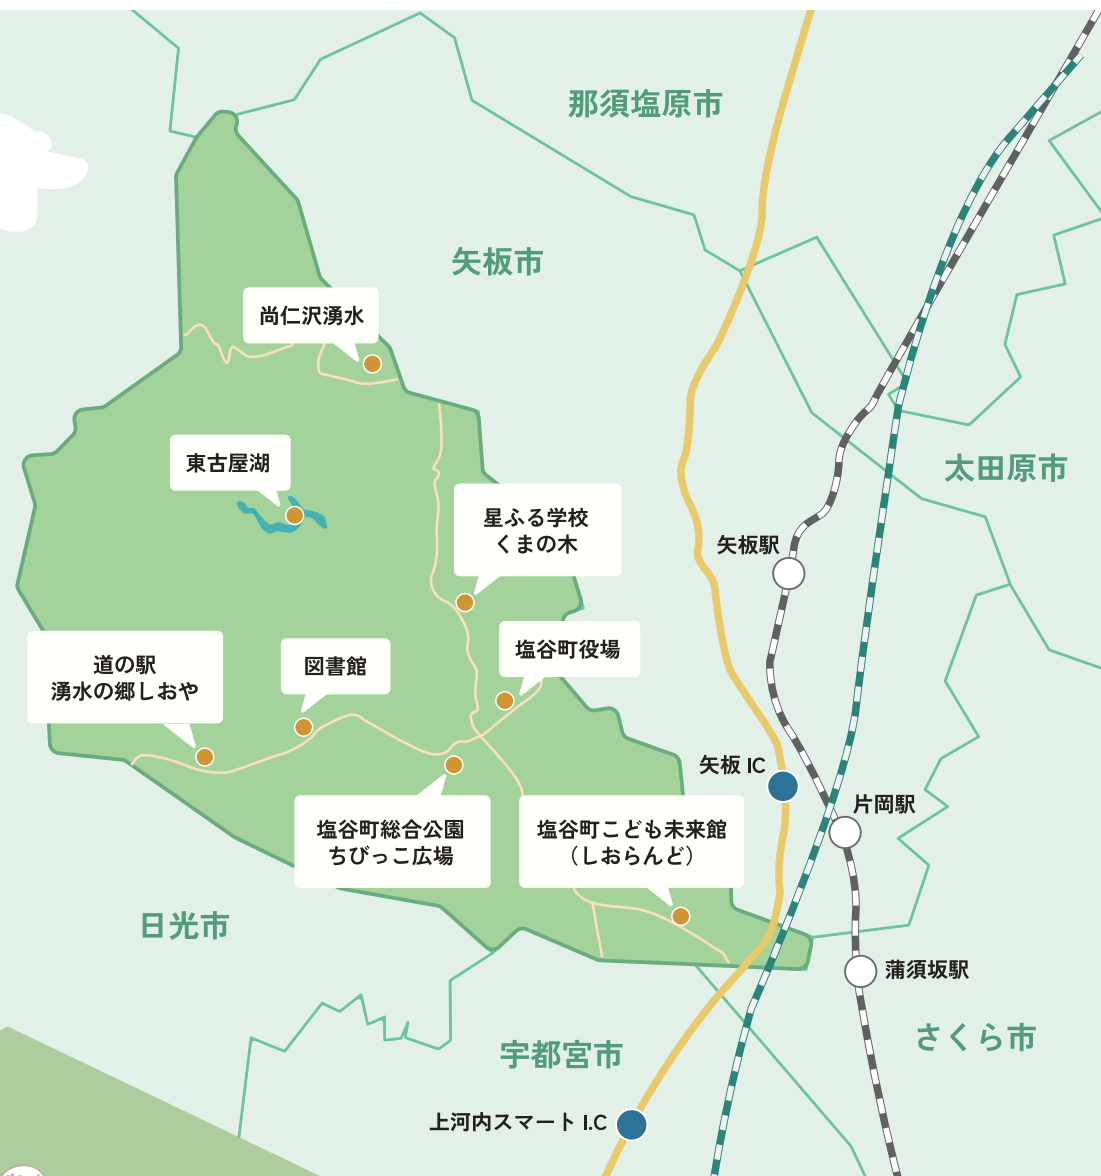 那須塩原市
矢板市
尚仁沢湧水
東古屋湖
太田原市
星ふる学校
くまの木
矢板駅
塩谷町役場
道の駅
湧水の郷しおや
図書館
矢板 IC
片岡駅
塩谷町総合公園
ちびっこ広場
塩谷町こども未来館
（しおらんど）
日光市
蒲須坂駅
さくら市
宇都宮市
上河内スマート I.C